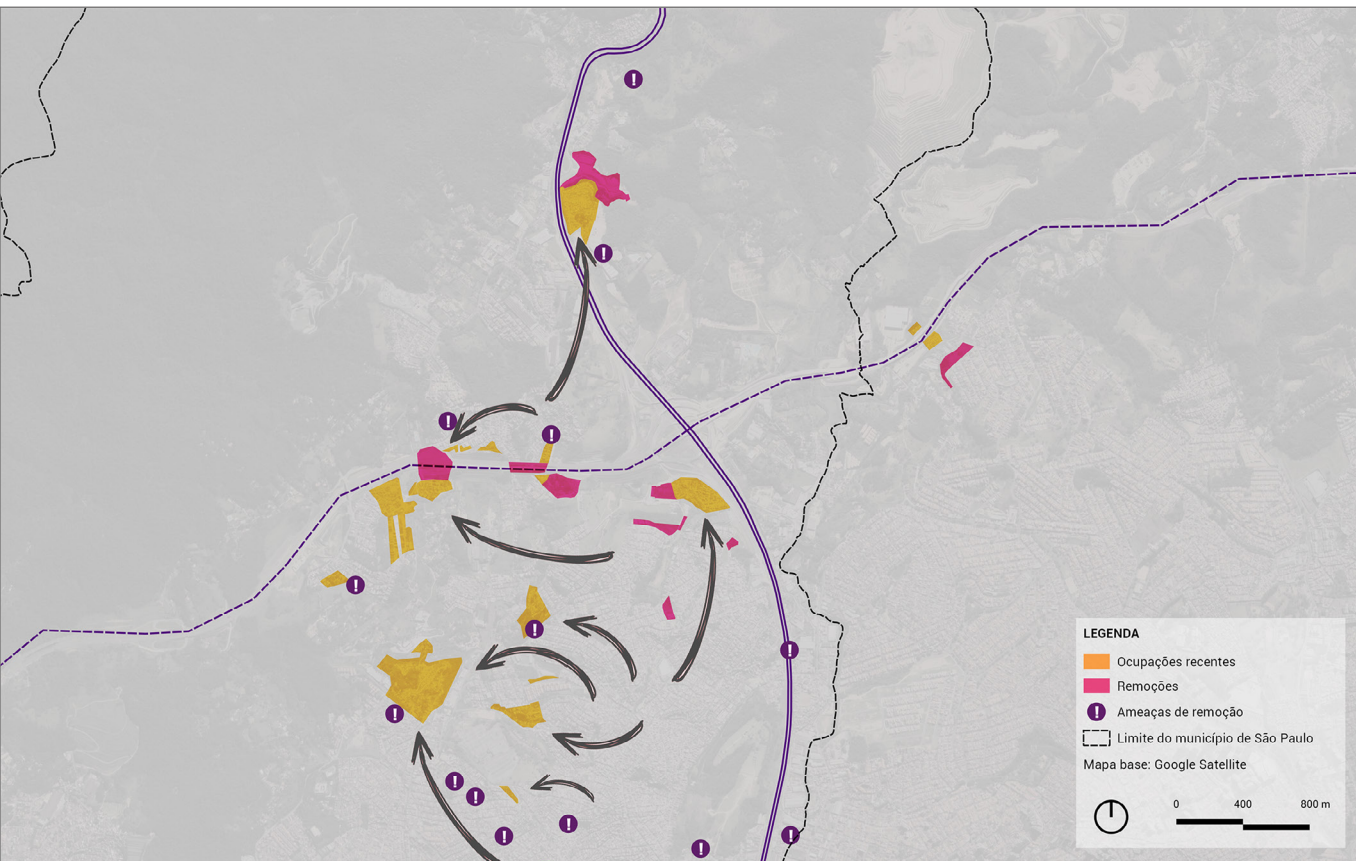 LEGENDA
Ocupações recentes
Remoções
! Ameaças de remoção
Limite do município de São Paulo
Mapa base: Google Satellite
0 400 800 m